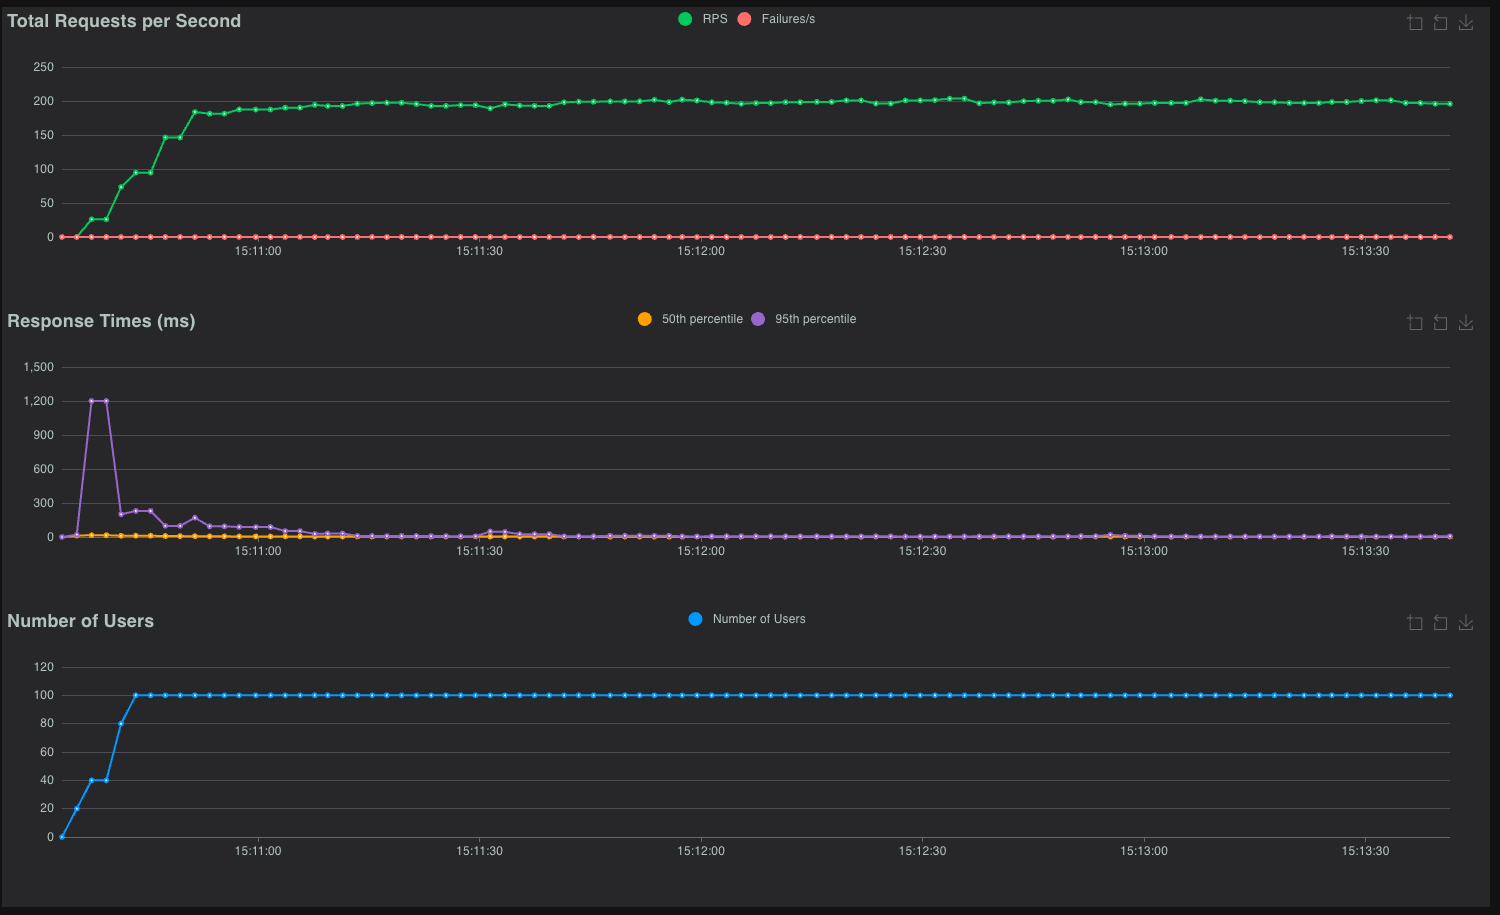 Total Requests per Second
RPS Failures/s
250
200
150
100
50
0
15:11:00 15:11:30 15:12:00 15:12:30 15:13:00 15:13:30
Response Times (ms)
50th percentile 95th percentile
1,500
1,200
900
600
300
0
15:11:00 15:11:30 15:12:00 15:12:30 15:13:00 15:13:30
Number of Users
Number of Users
120
100
80
60
40
20
0
15:11:00 15:11:30 15:12:00 15:12:30 15:13:00 15:13:30